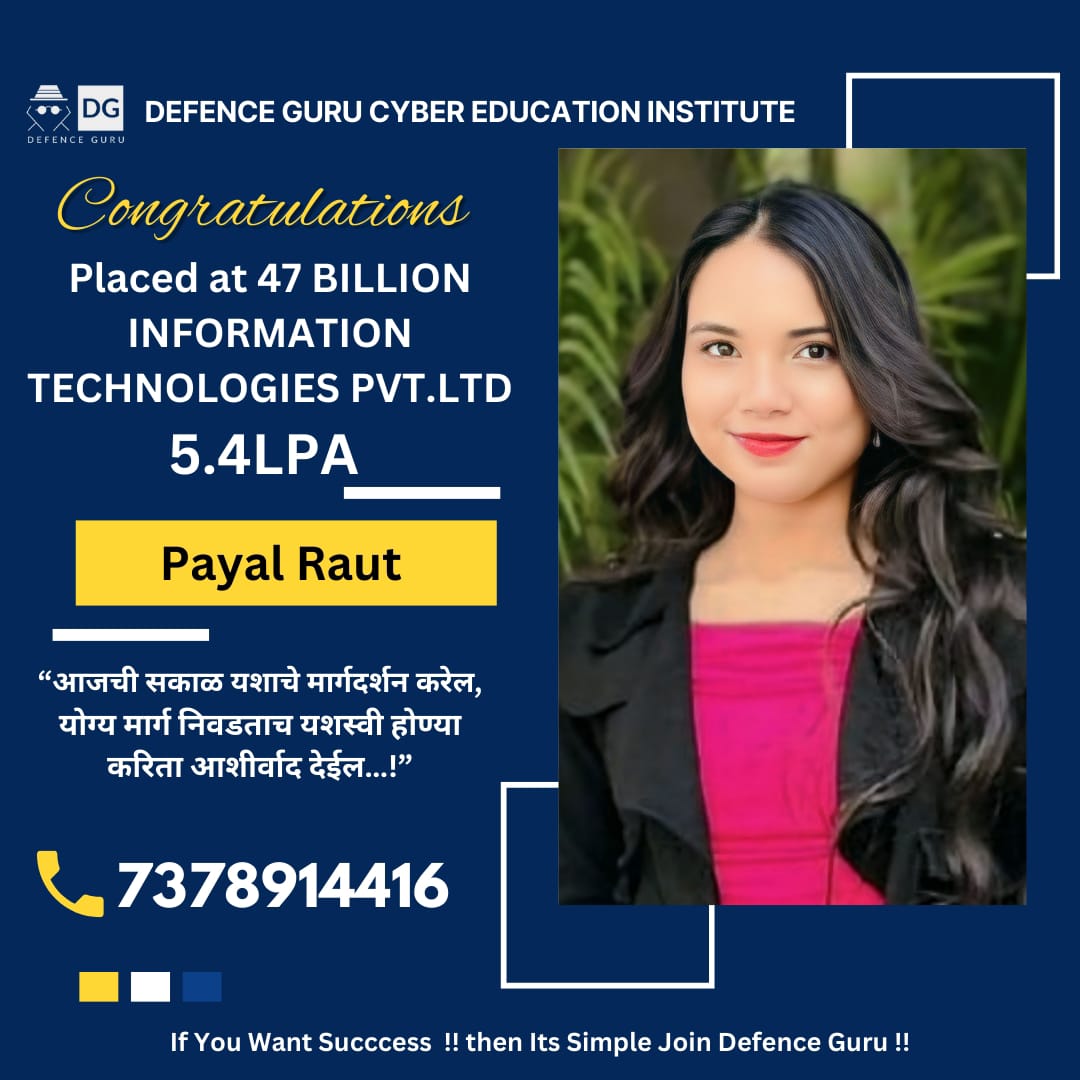 DG
DEFENCE GURU
DEFENCE GURU CYBER EDUCATION INSTITUTE
Congratulations
Placed at 47 BILLION
INFORMATION
TECHNOLOGIES PVT.LTD
5.4LPA
Payal Raut
“आजची सकाळ यशाचे मार्गदर्शन करेल,
योग्य मार्ग निवडताच यशस्वी होण्या
करिता आशीर्वाद देईल...!”
7378914416
If You Want Succcess !! then Its Simple Join Defence Guru !!